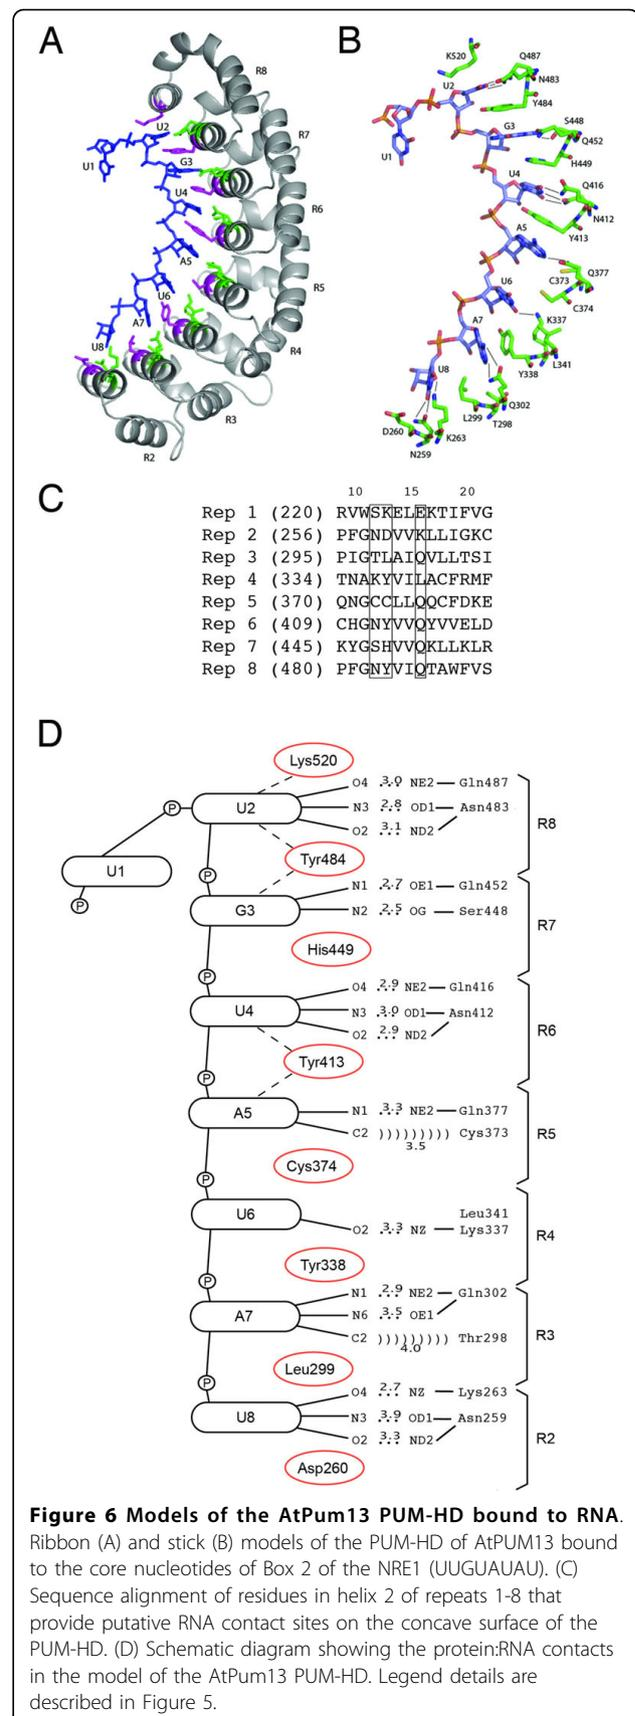 A
R8
U2
R7
U1
G3
U4
R6
A5
R5
U6
A7
U8
R4
R3
R2
B
K520
Q487
U2
N483
Y484
G3
S448
U1
Q452
H449
U4
Q416
N412
A5
Y413
Q377
C373
U6
C374
A7
K337
U8
Y338
L341
L299
Q302
D260
T298
K263
N259
C
10 15 20
Rep 1 (220) RVWSKELEKTIFVG
Rep 2 (256) PFGNDVVKLLIGKC
Rep 3 (295) PIGTLAIQVLLTSI
Rep 4 (334) TNAKYVILACFRMF
Rep 5 (370) QNGCCLLQQCFDKE
Rep 6 (409) CHGNYVVQYVVELD
Rep 7 (445) KYGSHVVQKLLKLR
Rep 8 (480) PFGNYVIQTAWFVS
D
Lys520
O4 3.0 NE2 Gln487
P U2 N3 2.8 OD1 Asn483 R8
O2 3.1 ND2
U1 Tyr484
P
P
N1 2.7 OE1 Gln452
G3 N2 2.5 OG Ser448
R7
His449
P
O4 2.9 NE2 Gln416
U4 N3 3.0 OD1 Asn412
O2 2.9 ND2 R6
Tyr413
P
A5 N1 3.3 NE2 Gln377
C2 ))))))))) Cys373 R5
3.5
Cys374
P
U6 Leu341
O2 3.3 NZ Lys337 R4
Tyr338
P
N1 2.9 NE2 Gln302
A7 N6 3.5 OE1
C2 ))))))))) Thr298 R3
4.0
Leu299
P
O4 2.7 NZ Lys263
U8 N3 3.9 OD1 Asn259
O2 3.3 ND2 R2
Asp260
Figure 6 Models of the AtPum13 PUM-HD bound to RNA.
Ribbon (A) and stick (B) models of the PUM-HD of AtPUM13 bound
to the core nucleotides of Box 2 of the NRE1 (UUGUAUAU). (C)
Sequence alignment of residues in helix 2 of repeats 1-8 that
provide putative RNA contact sites on the concave surface of the
PUM-HD. (D) Schematic diagram showing the protein:RNA contacts
in the model of the AtPum13 PUM-HD. Legend details are
described in Figure 5.